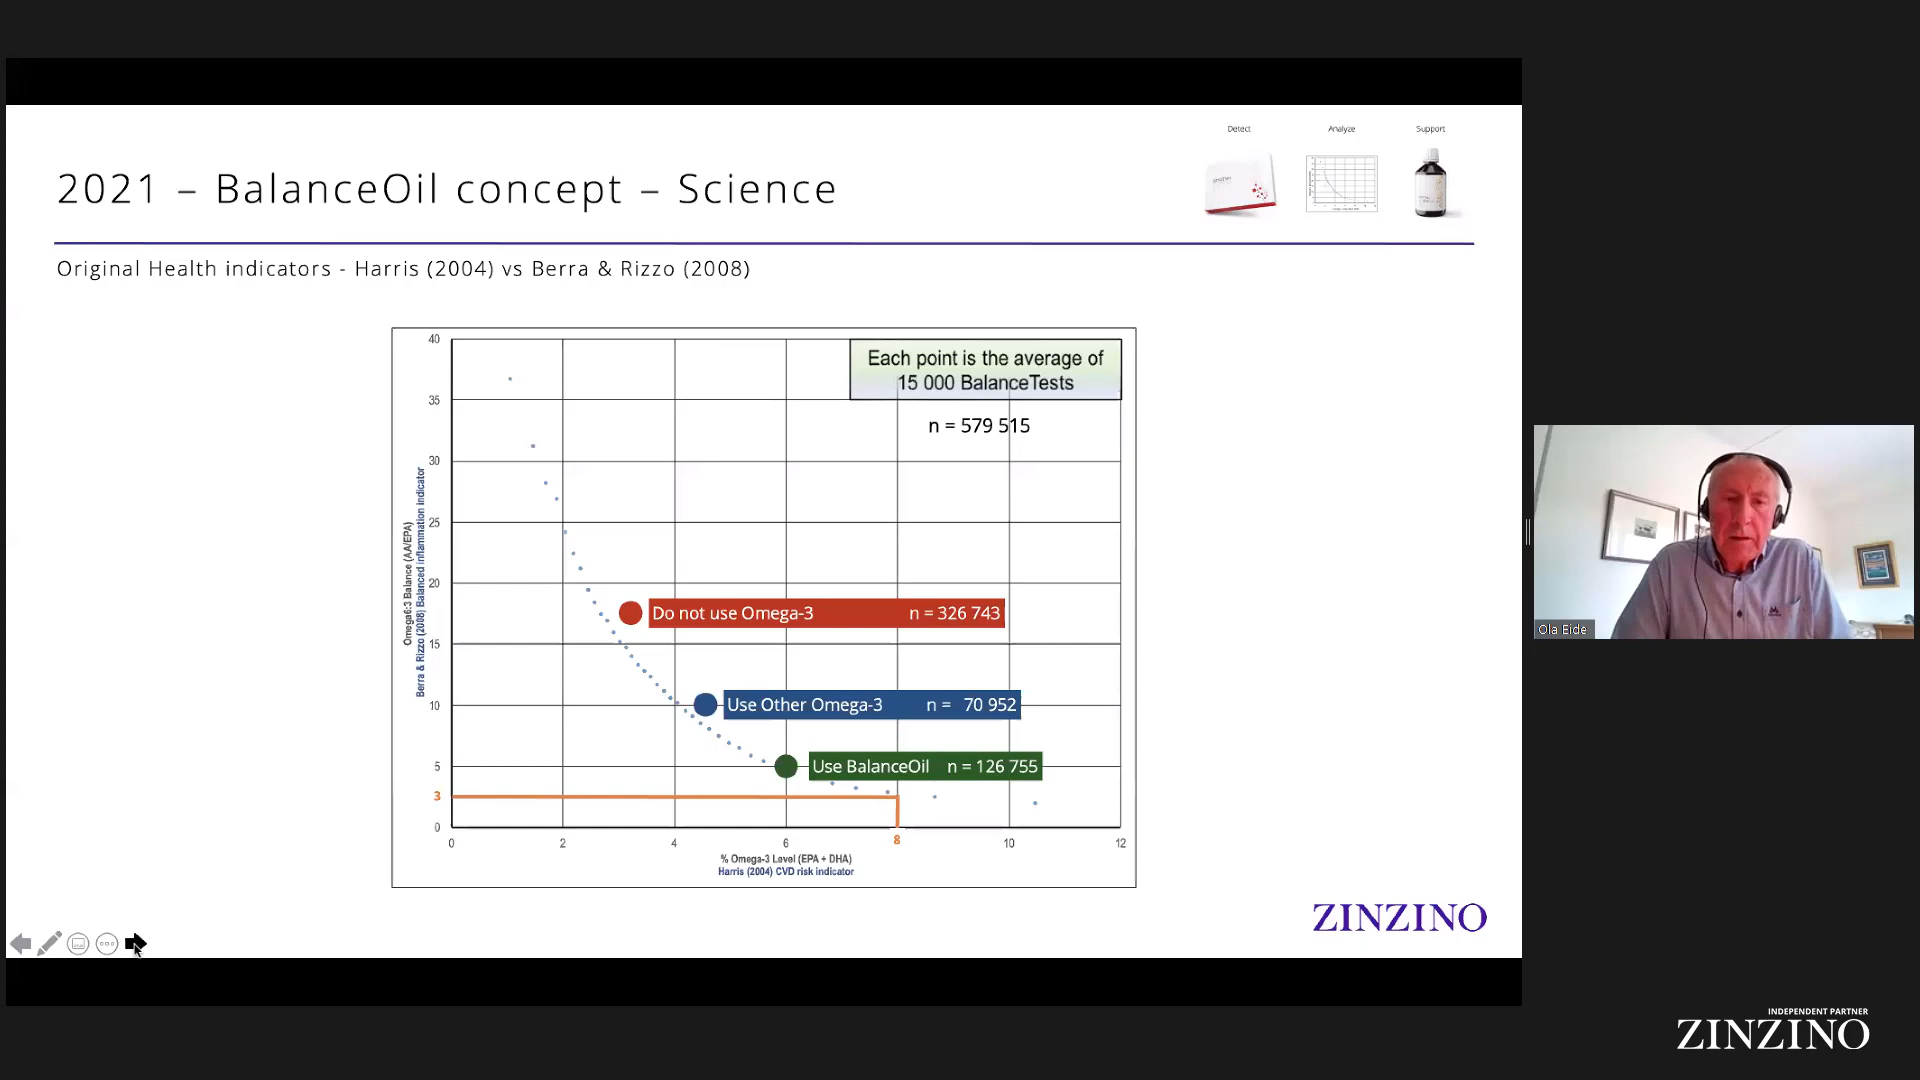 Detect
Analyze
Support
2021 – BalanceOil concept – Science
Original Health indicators - Harris (2004) vs Berra & Rizzo (2008)
Each point is the average of
15 000 BalanceTests
n = 579 515
40
35
30
25
20
15
10
5
3
0
Omega6:3 Balance (AA/EPA)
Berra & Rizzo (2008) Balanced inflammation indicator
Do not use Omega-3 n = 326 743
Use Other Omega-3 n = 70 952
Use BalanceOil n = 126 755
0 2 4 6 8 10 12
% Omega-3 Level (EPA + DHA)
Harris (2004) CVD risk indicator
ZINZINO
Ola Eide
INDEPENDENT PARTNER
ZINZINO